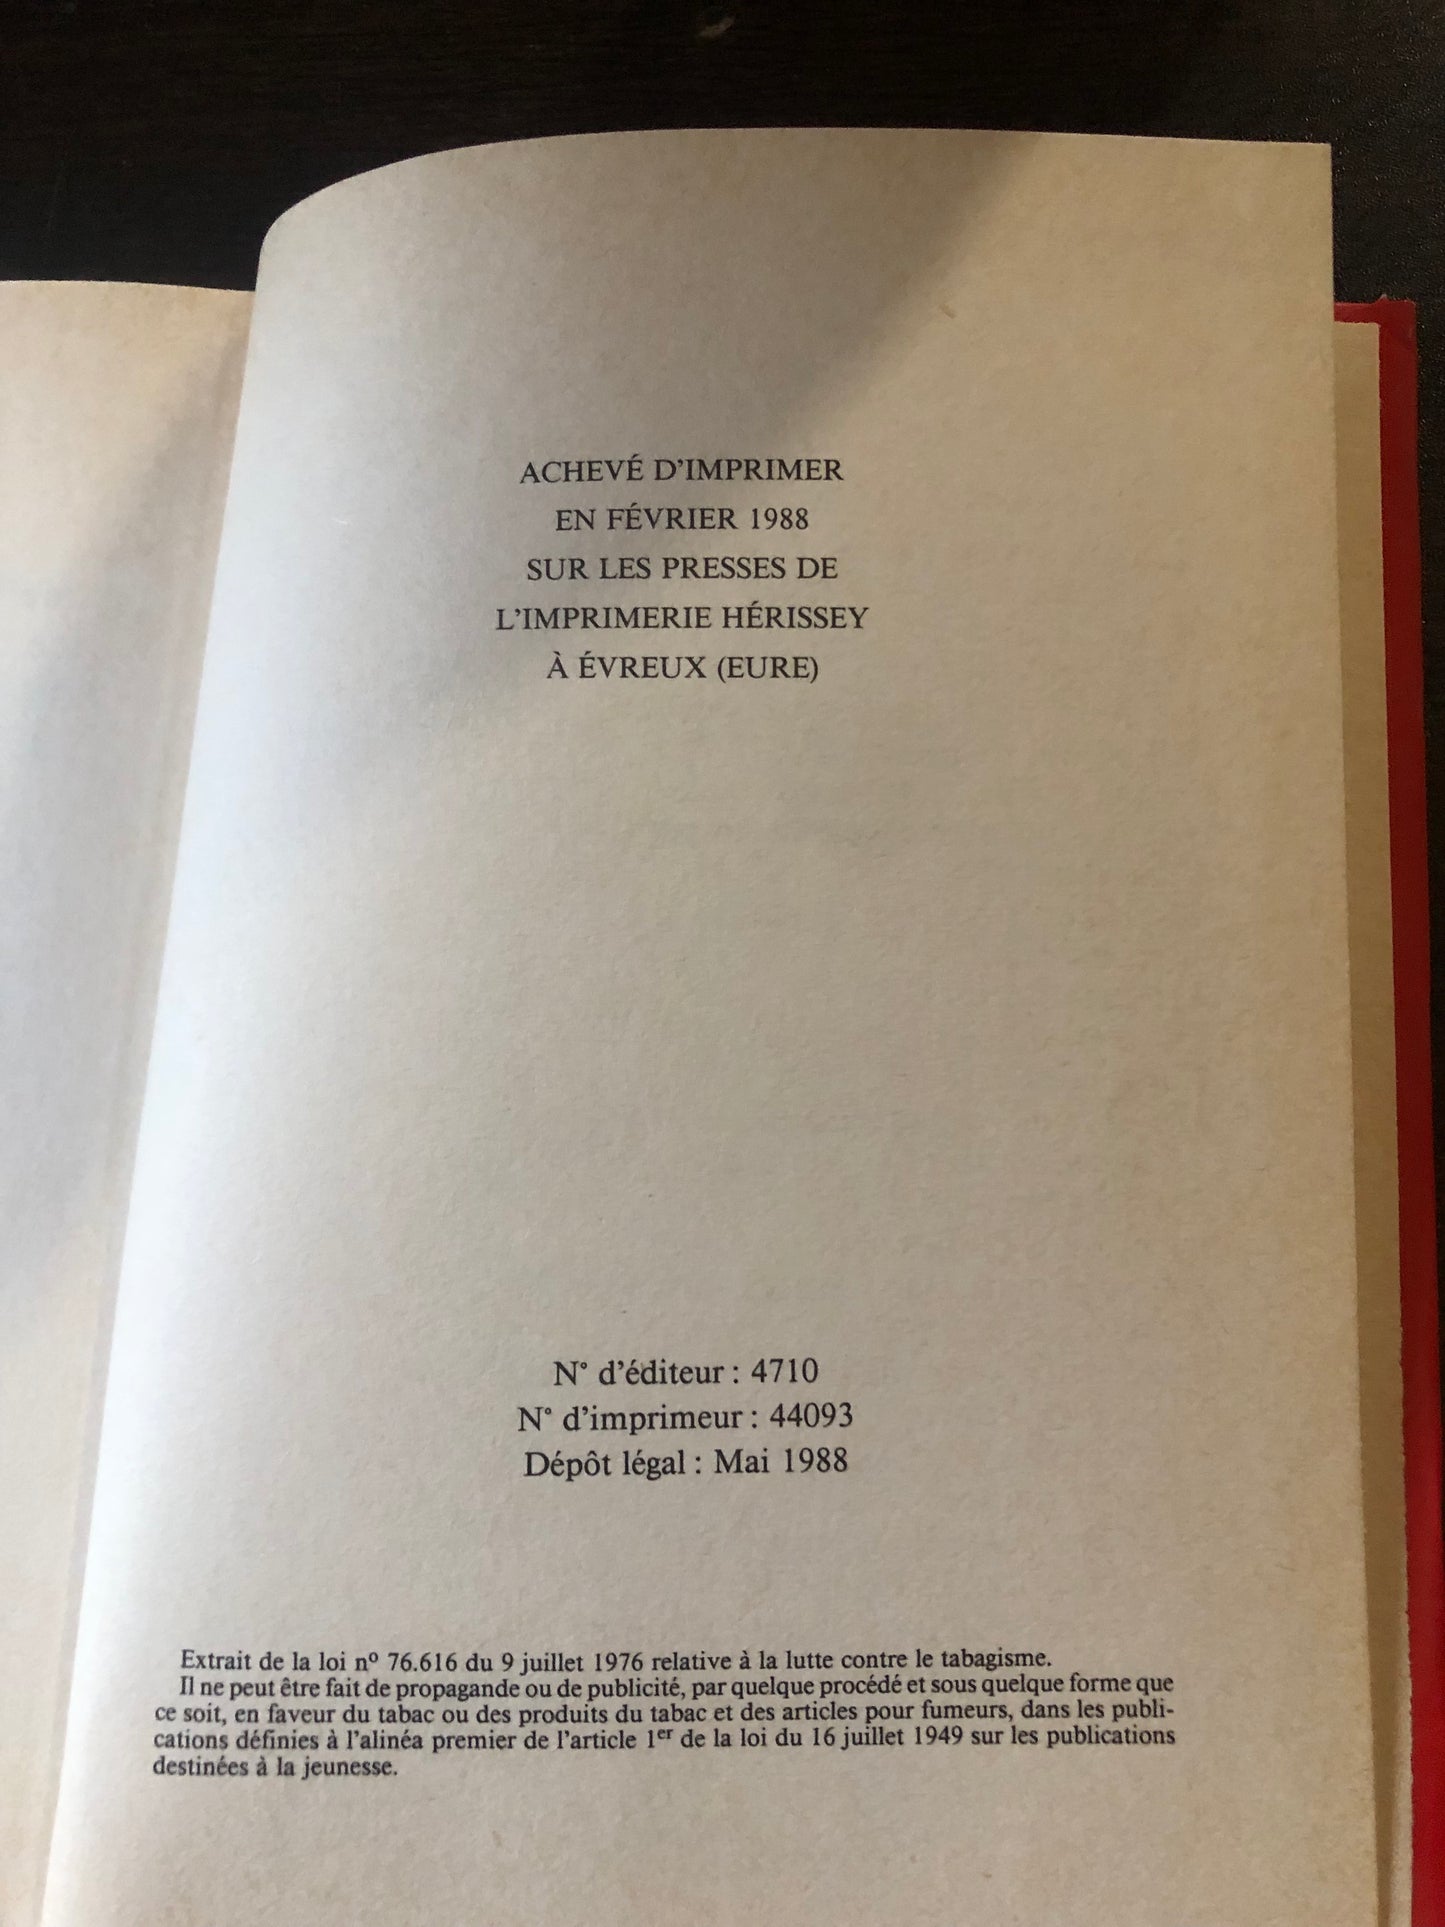 ACHEVÉ D'IMPRIMER
EN FÉVRIER 1988
SUR LES PRESSES DE
L'IMPRIMERIE HÉRISSEY
À ÉVREUX (EURE)
N° d'éditeur : 4710
N° d'imprimeur : 44093
Dépôt légal : Mai 1988
Extrait de la loi nº 76.616 du 9 juillet 1976 relative à la lutte contre le tabagisme.
Il ne peut être fait de propagande ou de publicité, par quelque procédé et sous quelque forme que
ce soit, en faveur du tabac ou des produits du tabac et des articles pour fumeurs, dans les publi-
cations définies à l'alinéa premier de l'article 1er de la loi du 16 juillet 1949 sur les publications
destinées à la jeunesse.